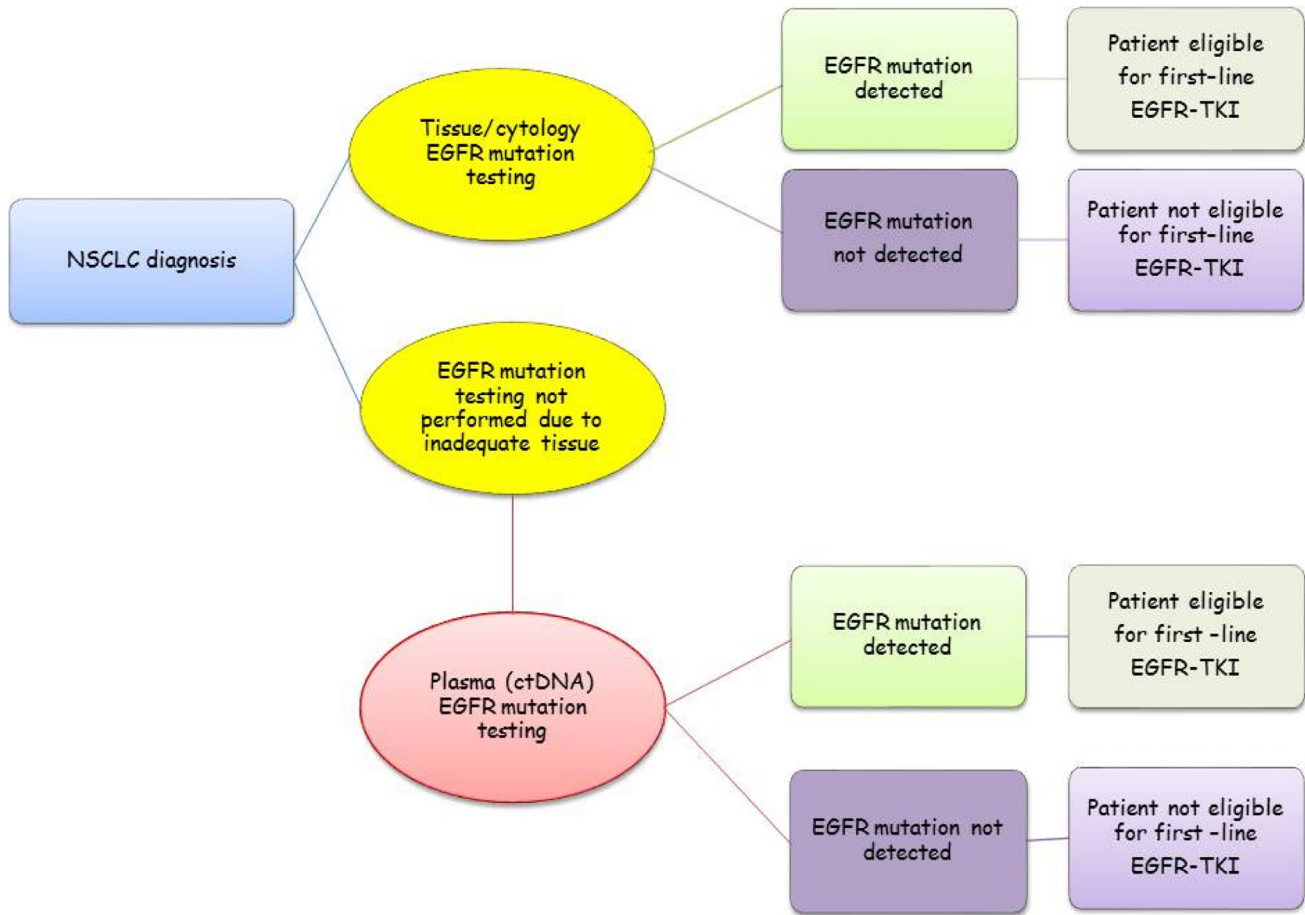 NSCLC diagnosis
Tissue/cytology
EGFR mutation
testing
EGFR mutation
detected
Patient eligible
for first-line
EGFR-TKI
EGFR mutation
not detected
Patient not eligible
for first-line
EGFR-TKI
EGFR mutation
testing not
performed due to
inadequate tissue
Plasma (ctDNA)
EGFR mutation
testing
EGFR mutation
detected
Patient eligible
for first -line
EGFR-TKI
EGFR mutation not
detected
Patient not eligible
for first -line
EGFR-TKI